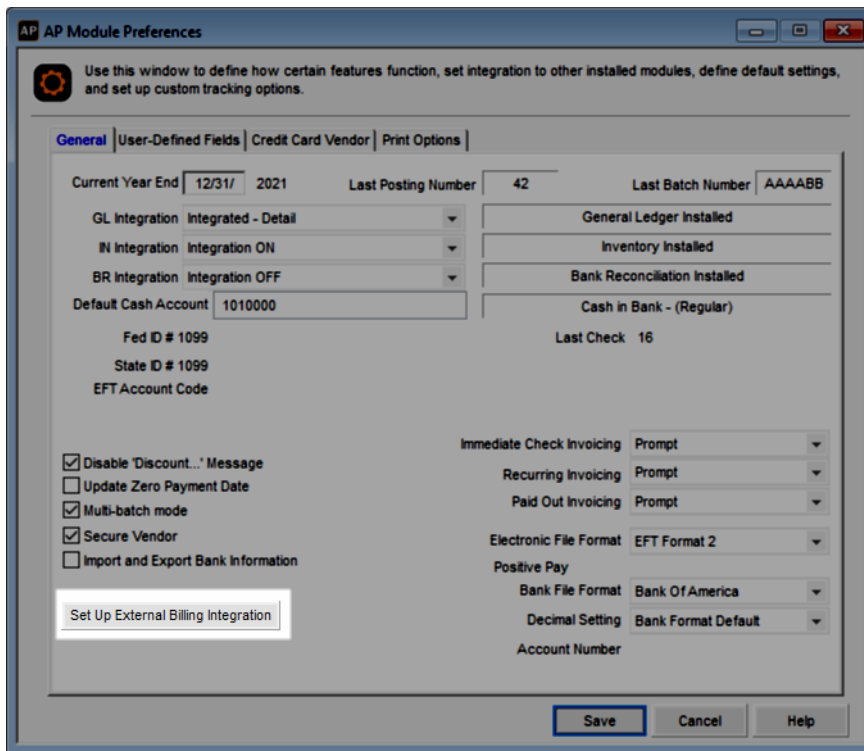 AP AP Module Preferences
Use this window to define how certain features function, set integration to other installed modules, define default settings,
and set up custom tracking options.
General User-Defined Fields Credit Card Vendor Print Options
Current Year End 12/31/ 2021 Last Posting Number 42 Last Batch Number AAAABB
GL Integration Integrated - Detail General Ledger Installed
IN Integration Integration ON Inventory Installed
BR Integration Integration OFF Bank Reconciliation Installed
Default Cash Account 1010000 Cash in Bank - (Regular)
Fed ID # 1099 Last Check 16
State ID # 1099
EFT Account Code
Immediate Check Invoicing Prompt
Disable 'Discount...' Message
Recurring Invoicing Prompt
Update Zero Payment Date
Paid Out Invoicing Prompt
Multi-batch mode
Secure Vendor
Electronic File Format EFT Format 2
Import and Export Bank Information
Positive Pay
Bank File Format Bank Of America
Set Up External Billing Integration
Decimal Setting Bank Format Default
Account Number
Save Cancel Help